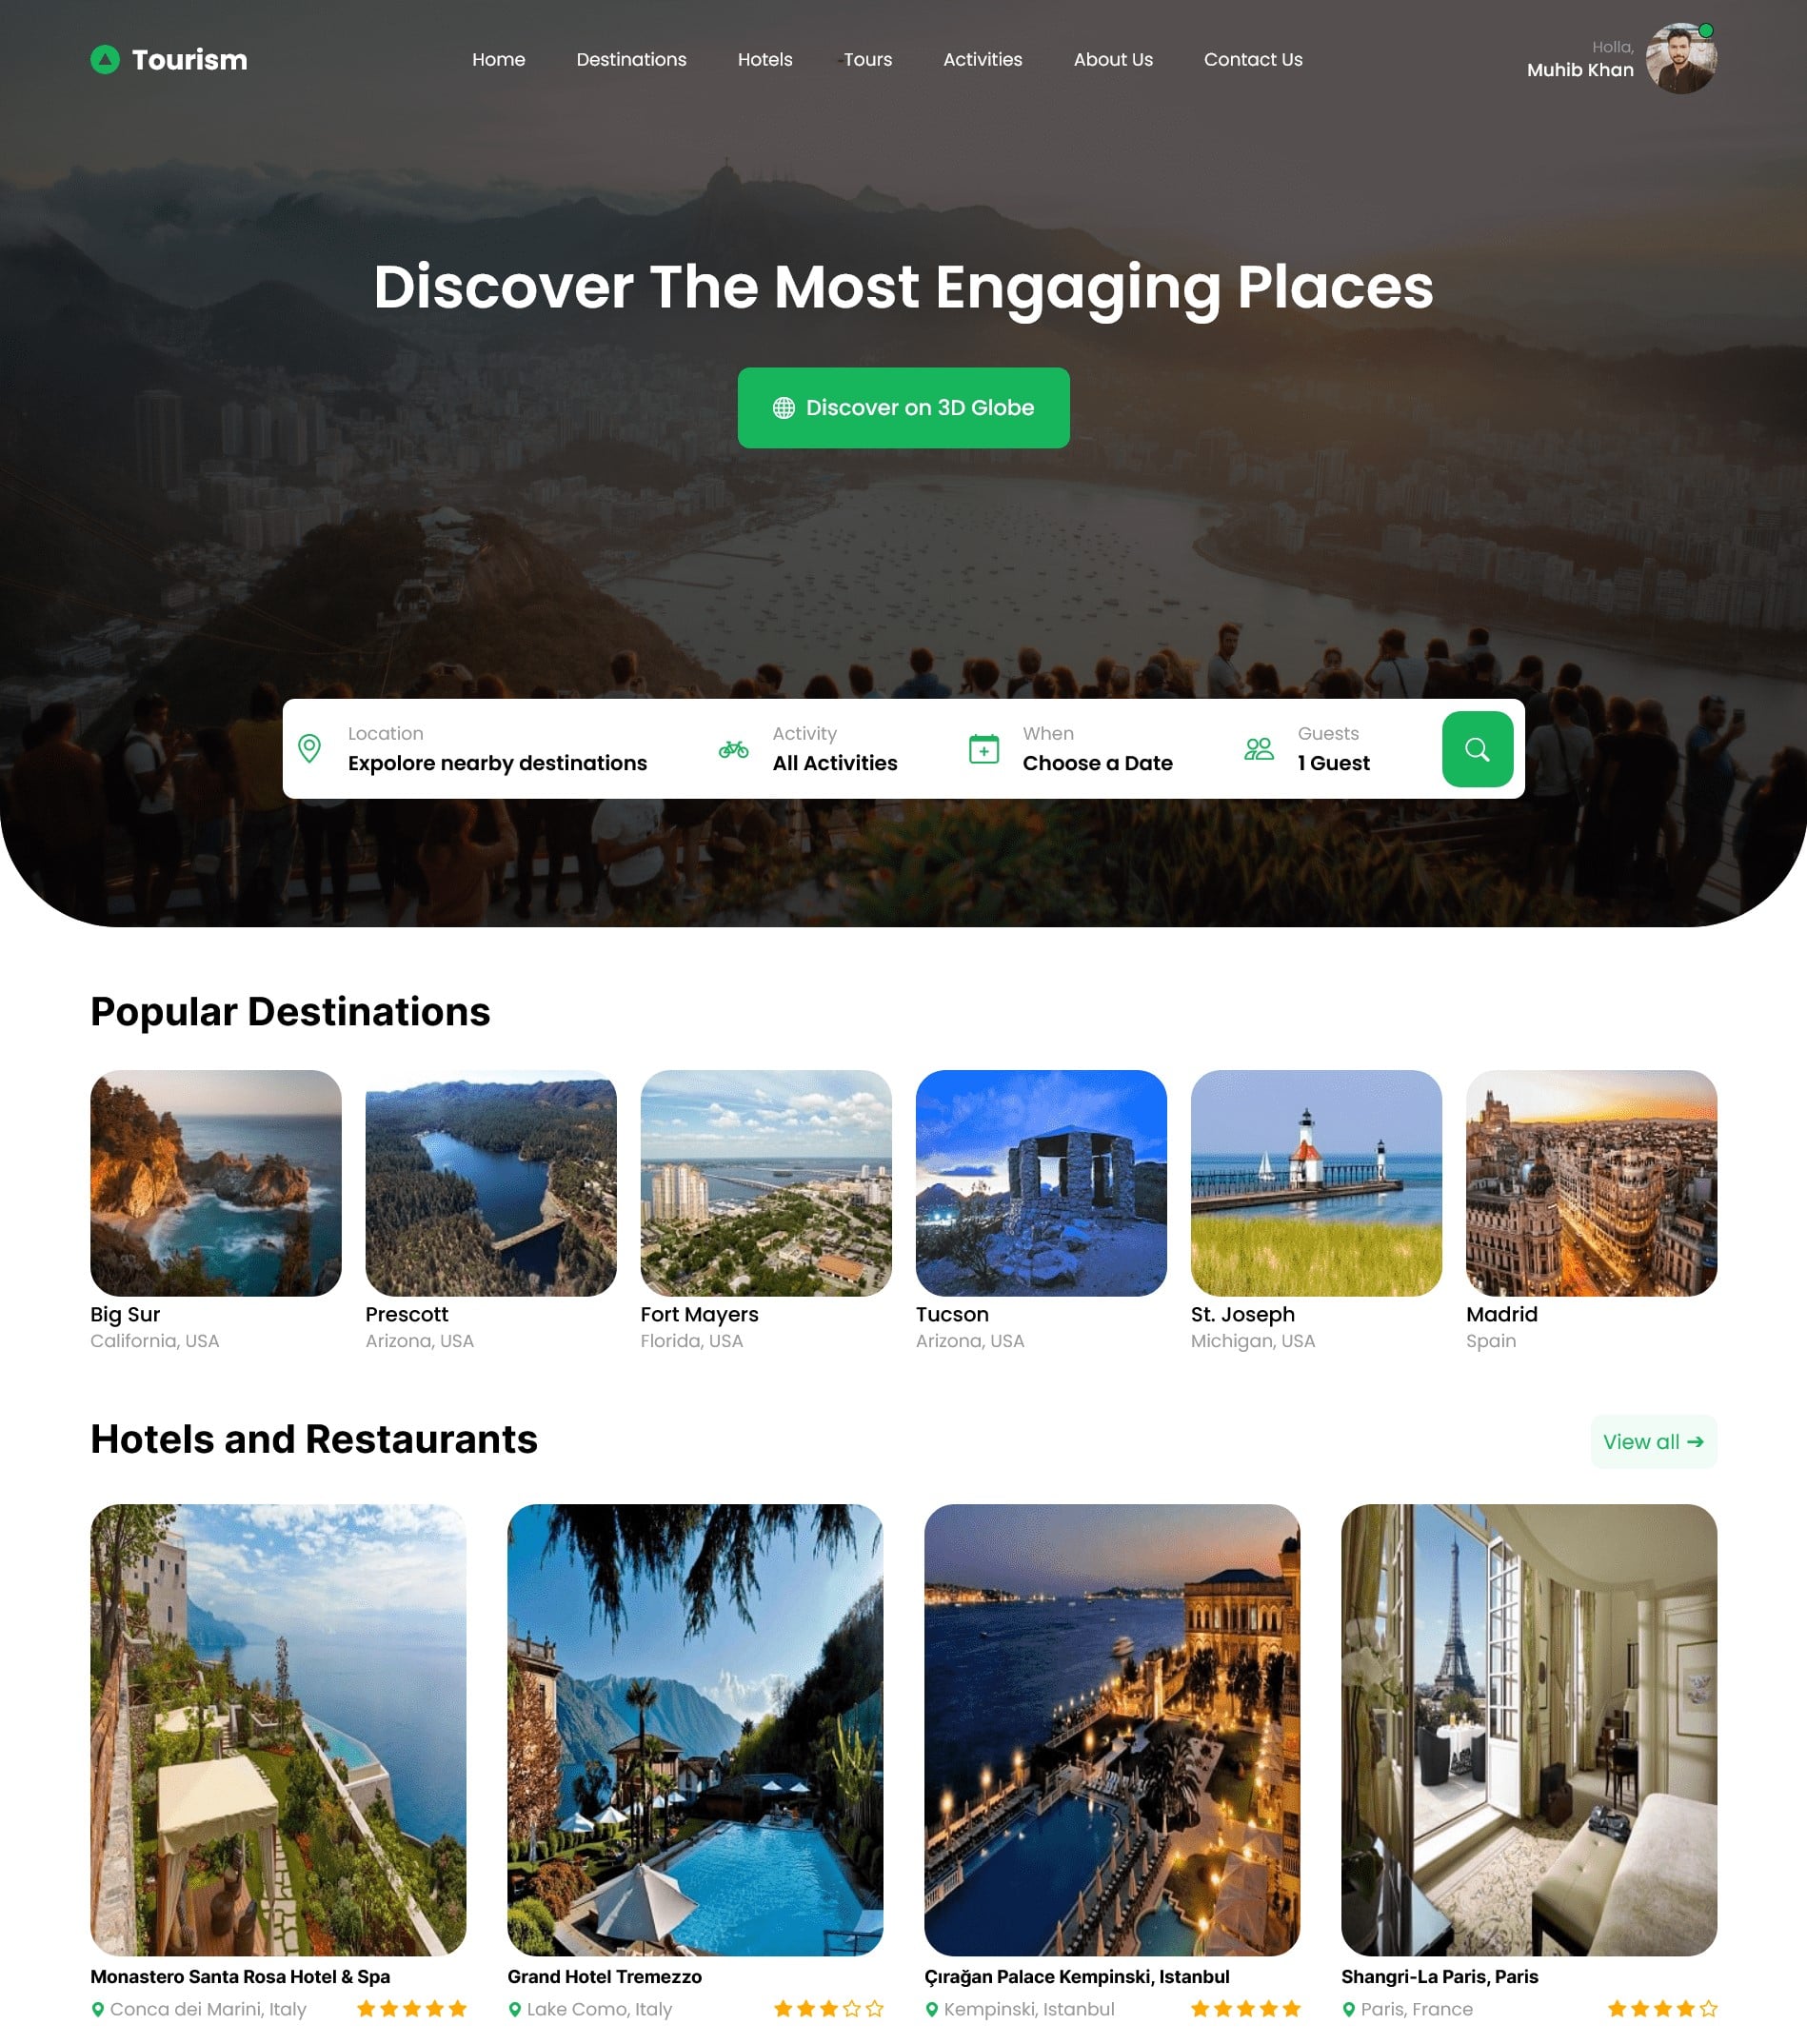 Tourism
Home Destinations Hotels Tours Activities About Us Contact Us
Holla,
Muhib Khan
Discover The Most Engaging Places
Discover on 3D Globe
Location Activity When Guests
Expolore nearby destinations All Activities Choose a Date 1 Guest
Popular Destinations
Big Sur Prescott Fort Mayers Tucson St. Joseph Madrid
California, USA Arizona, USA Florida, USA Arizona, USA Michigan, USA Spain
Hotels and Restaurants
View all →
Monastero Santa Rosa Hotel & Spa Grand Hotel Tremezzo Çırağan Palace Kempinski, Istanbul Shangri-La Paris, Paris
Conca dei Marini, Italy Lake Como, Italy Kempinski, Istanbul Paris, France